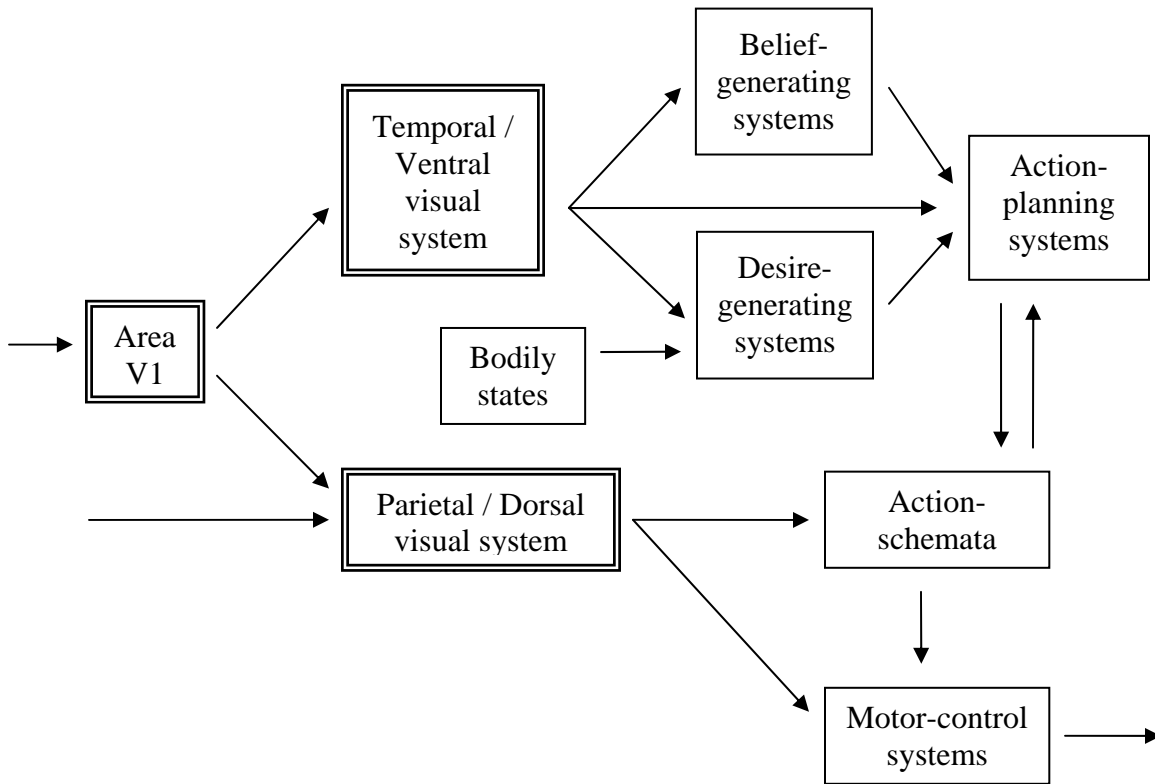 Belief-
generating
systems
Temporal /
Ventral
visual
system
Action-
planning
systems
Desire-
generating
systems
Area
V1
Bodily
states
Parietal / Dorsal
visual system
Action-
schemata
Motor-control
systems